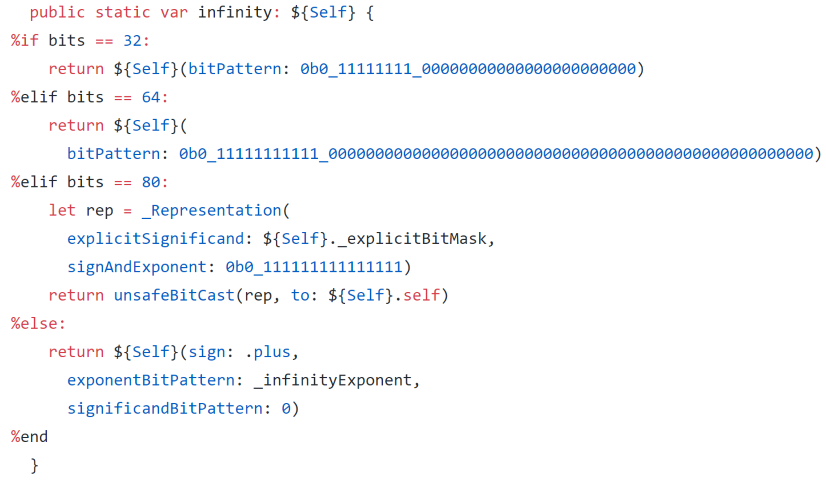 public static var infinity: ${Self} {
%if bits == 32:
return ${Self}(bitPattern: 0b0_11111111_00000000000000000000000)
%elif bits == 64:
return ${Self}(
bitPattern: 0b0_11111111111_0000000000000000000000000000000000000000000000000000)
%elif bits == 80:
let rep = _Representation(
explicitSignificand: ${Self}._explicitBitMask,
signAndExponent: 0b0_111111111111111)
return unsafeBitCast(rep, to: ${Self}.self)
%else:
return ${Self}(sign: .plus,
exponentBitPattern: _infinityExponent,
significandBitPattern: 0)
%end
}